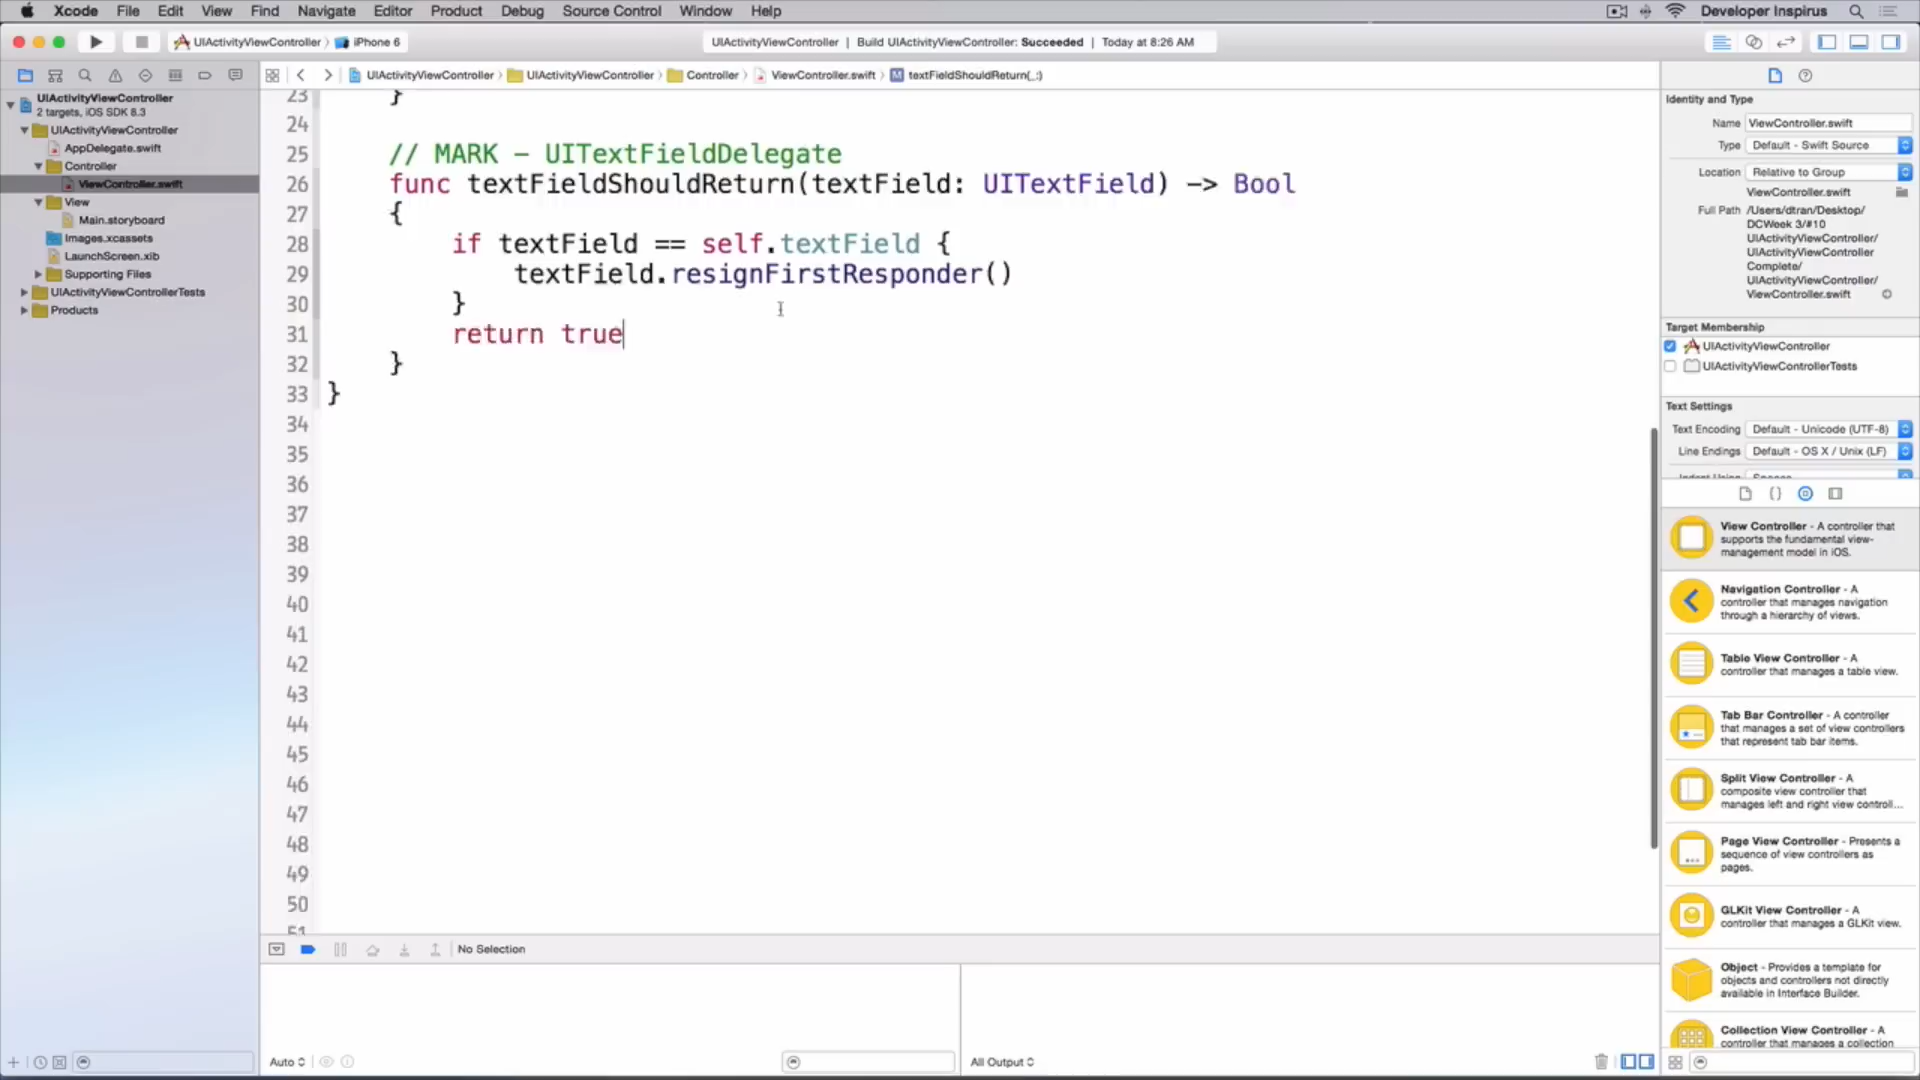 Xcode File Edit View Find Navigate Editor Product Debug Source Control Window Help Developer Inspirus
UIActivityViewController iPhone 6 UIActivityViewController | Build UIActivityViewController: Succeeded | Today at 8:26 AM
UIActivityViewController UIActivityViewController Controller ViewController.swift M textFieldShouldReturn(_:)
UIActivityViewController
2 targets, iOS SDK 8.3
UIActivityViewController
AppDelegate.swift
Controller
ViewController.swift
View
Main.storyboard
Images.xcassets
LaunchScreen.xib
Supporting Files
UIActivityViewControllerTests
Products
23 }
24
25 // MARK - UITextFieldDelegate
26 func textFieldShouldReturn(textField: UITextField) -> Bool
27 {
28 if textField == self.textField {
29 textField.resignFirstResponder()
30 }
31 return true
32 }
33 }
34
35
36
37
38
39
40
41
42
43
44
45
46
47
48
49
50
51
No Selection
Auto
All Output
Identity and Type
Name ViewController.swift
Type Default - Swift Source
Location Relative to Group
ViewController.swift
Full Path /Users/dtran/Desktop/
DCWeek 3/#10
UIActivityViewController/
UIActivityViewController
Complete/
UIActivityViewController/
ViewController.swift
Target Membership
UIActivityViewController
UIActivityViewControllerTests
Text Settings
Text Encoding Default - Unicode (UTF-8)
Line Endings Default - OS X / Unix (LF)
Indent Using Spaces
View Controller - A controller that
supports the fundamental view-
management model in iOS.
Navigation Controller - A
controller that manages navigation
through a hierarchy of views.
Table View Controller - A
controller that manages a table view.
Tab Bar Controller - A controller
that manages a set of view controllers
that represent tab bar items.
Split View Controller - A
composite view controller that
manages left and right view controll...
Page View Controller - Presents a
sequence of view controllers as
pages.
GLKit View Controller - A
controller that manages a GLKit view.
Object - Provides a template for
objects and controllers not directly
available in Interface Builder.
Collection View Controller - A
controller that manages a collection